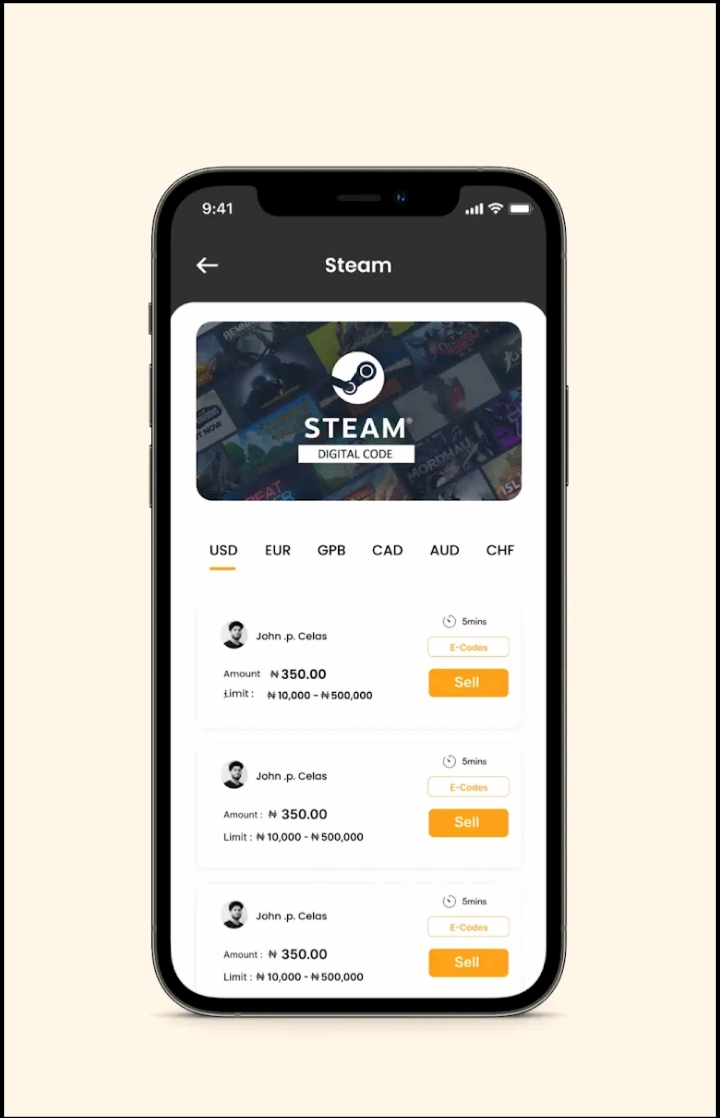 9:41
Steam
STEAM®
DIGITAL CODE
USD EUR GPB CAD AUD CHF
John .p. Celas
5mins
E-Codes
Amount ₦ 350.00
Limit : ₦ 10,000 - ₦ 500,000
Sell
John .p. Celas
5mins
E-Codes
Amount : ₦ 350.00
Limit : ₦ 10,000 - ₦ 500,000
Sell
John .p. Celas
5mins
E-Codes
Amount : ₦ 350.00
Limit : ₦ 10,000 - ₦ 500,000
Sell
MORDHAU